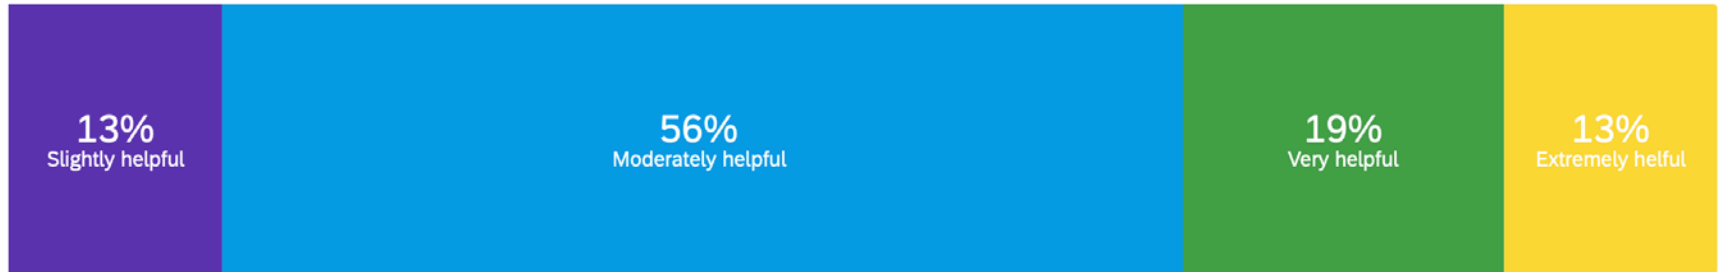 13%
Slightly helpful
56%
Moderately helpful
19%
Very helpful
13%
Extremely helful